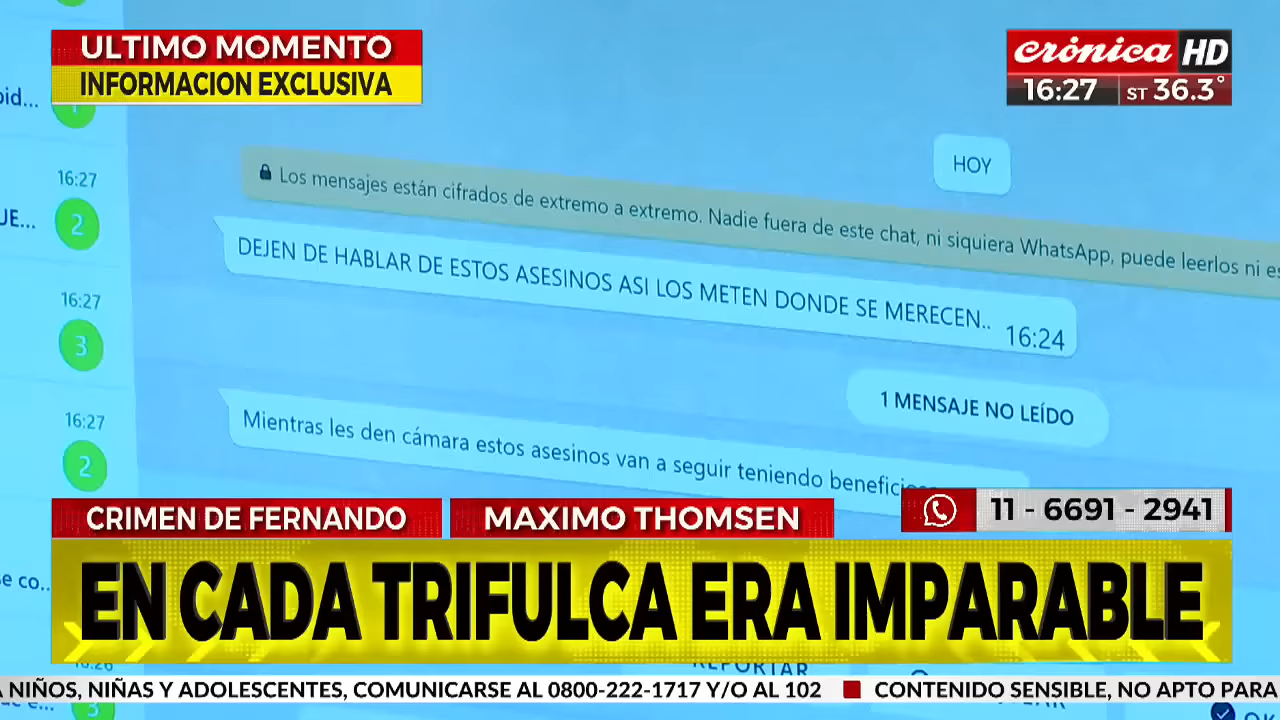 ULTIMO MOMENTO
INFORMACION EXCLUSIVA
crónica HD
16:27 ST 36.3°
16:27
2
16:27
3
16:27
2
HOY
Los mensajes están cifrados de extremo a extremo. Nadie fuera de este chat, ni siquiera WhatsApp, puede leerlos ni
DEJEN DE HABLAR DE ESTOS ASESINOS ASI LOS METEN DONDE SE MERECEN..
16:24
1 MENSAJE NO LEÍDO
Mientras les den cámara estos asesinos van a seguir teniendo
CRIMEN DE FERNANDO
MAXIMO THOMSEN
11 - 6691 - 2941
EN CADA TRIFULCA ERA IMPARABLE
REPORTAR
A NIÑOS, NIÑAS Y ADOLESCENTES, COMUNICARSE AL 0800-222-1717 Y/O AL 102 CONTENIDO SENSIBLE, NO APTO PARA
3